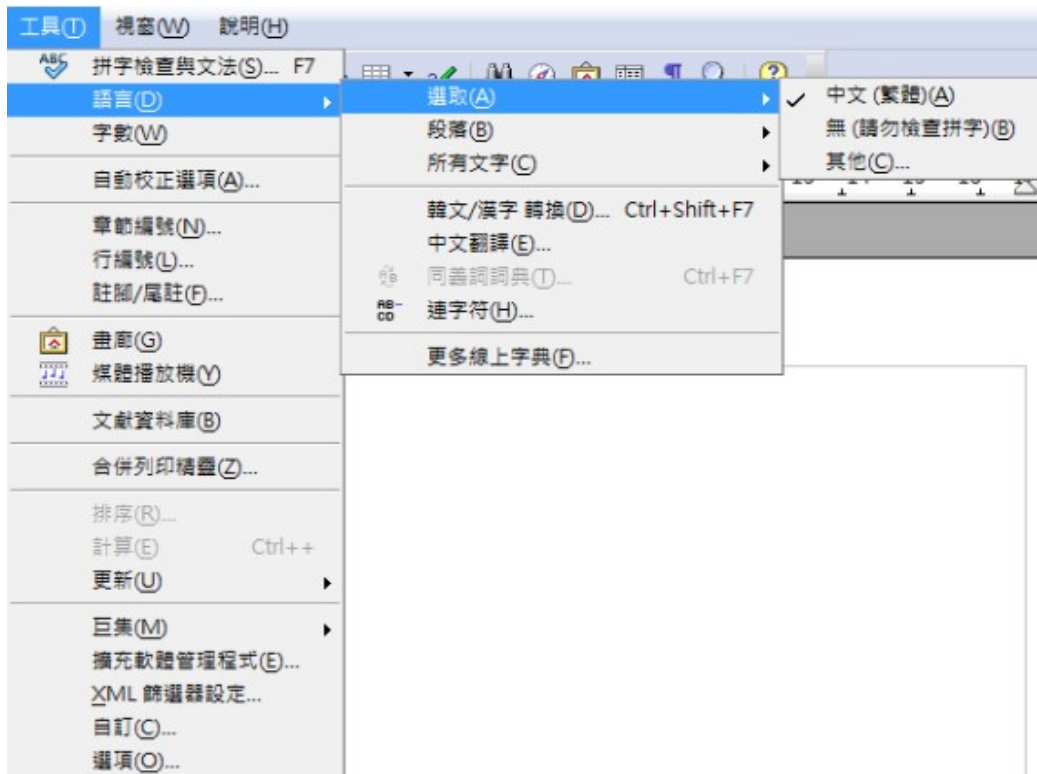 工具(T) 視窗(W) 說明(H)
拼字檢查與文法(S)... F7
語言(D)
字數(W)
自動校正選項(A)...
章節編號(N)...
行編號(L)...
註腳/尾註(F)...
畫廊(G)
媒體播放機(Y)
文獻資料庫(B)
合併列印精靈(Z)...
排序(R)...
計算(E) Ctrl++
更新(U)
巨集(M)
擴充軟體管理程式(E)...
XML 篩選器設定...
自訂(C)...
選項(O)...
選取(A)
段落(B)
所有文字(C)
韓文/漢字 轉換(D)... Ctrl+Shift+F7
中文翻譯(E)...
同義詞詞典(T)... Ctrl+F7
連字符(H)...
更多線上字典(F)...
中文 (繁體)(A)
無 (請勿檢查拼字)(B)
其他(C)...